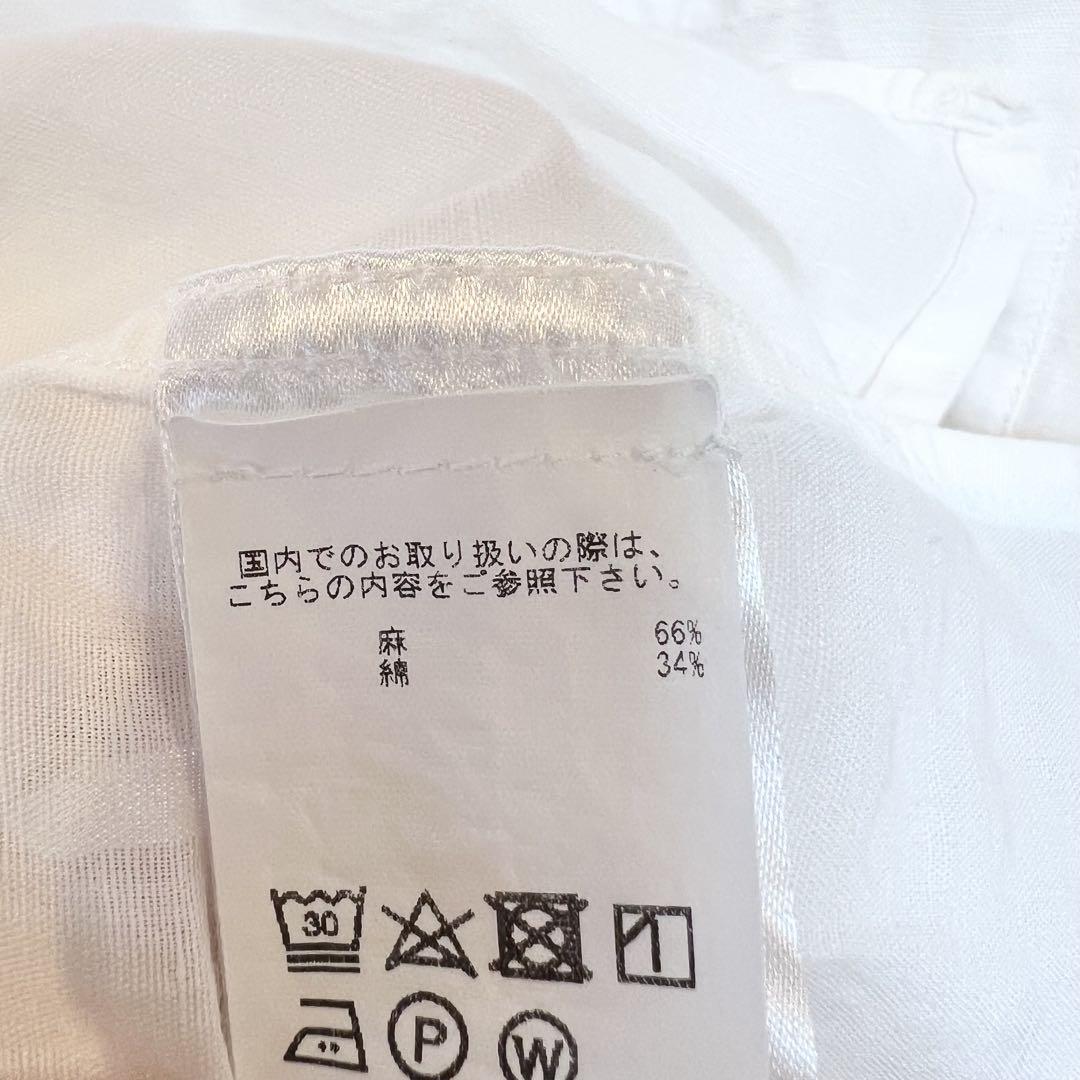 国内でのお取り扱いの際は、
こちらの内容をご参照下さい。
麻 66%
綿 34%
30
P
W